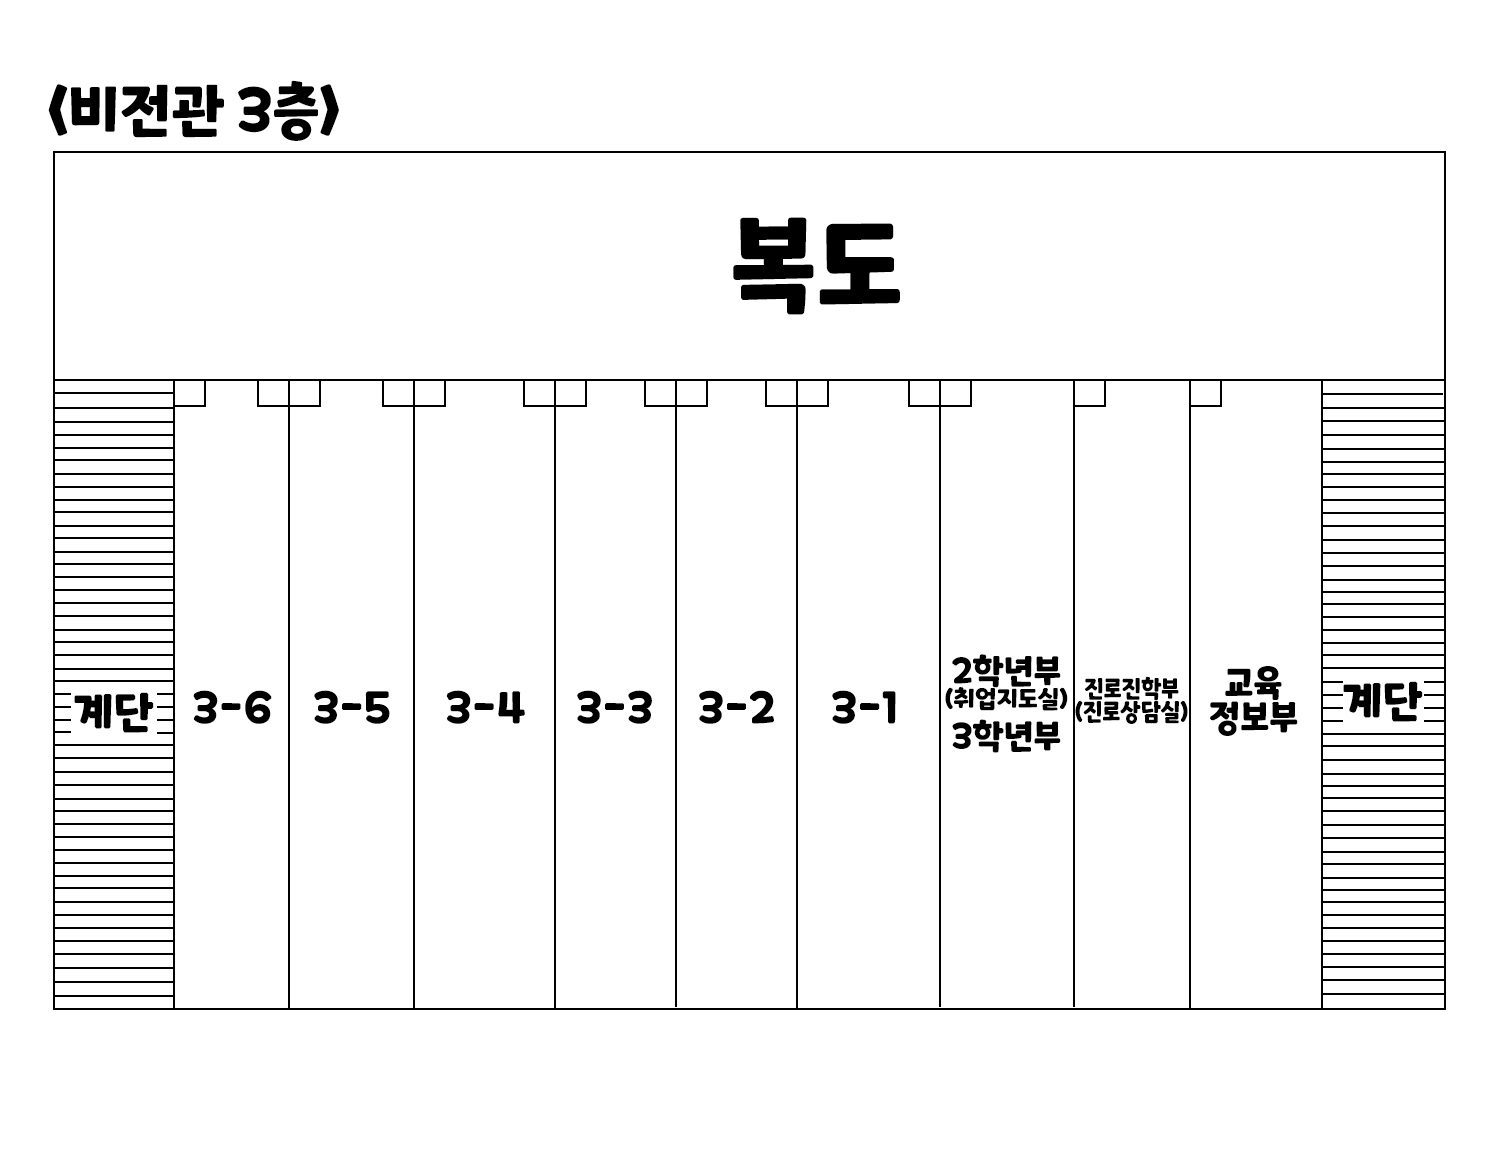 <비전관 3층>
복도
계단
3-6
3-5
3-4
3-3
3-2
3-1
2학년부
(취업지도실)
3학년부
진로진학부
(진로상담실)
교육
정보부
계단